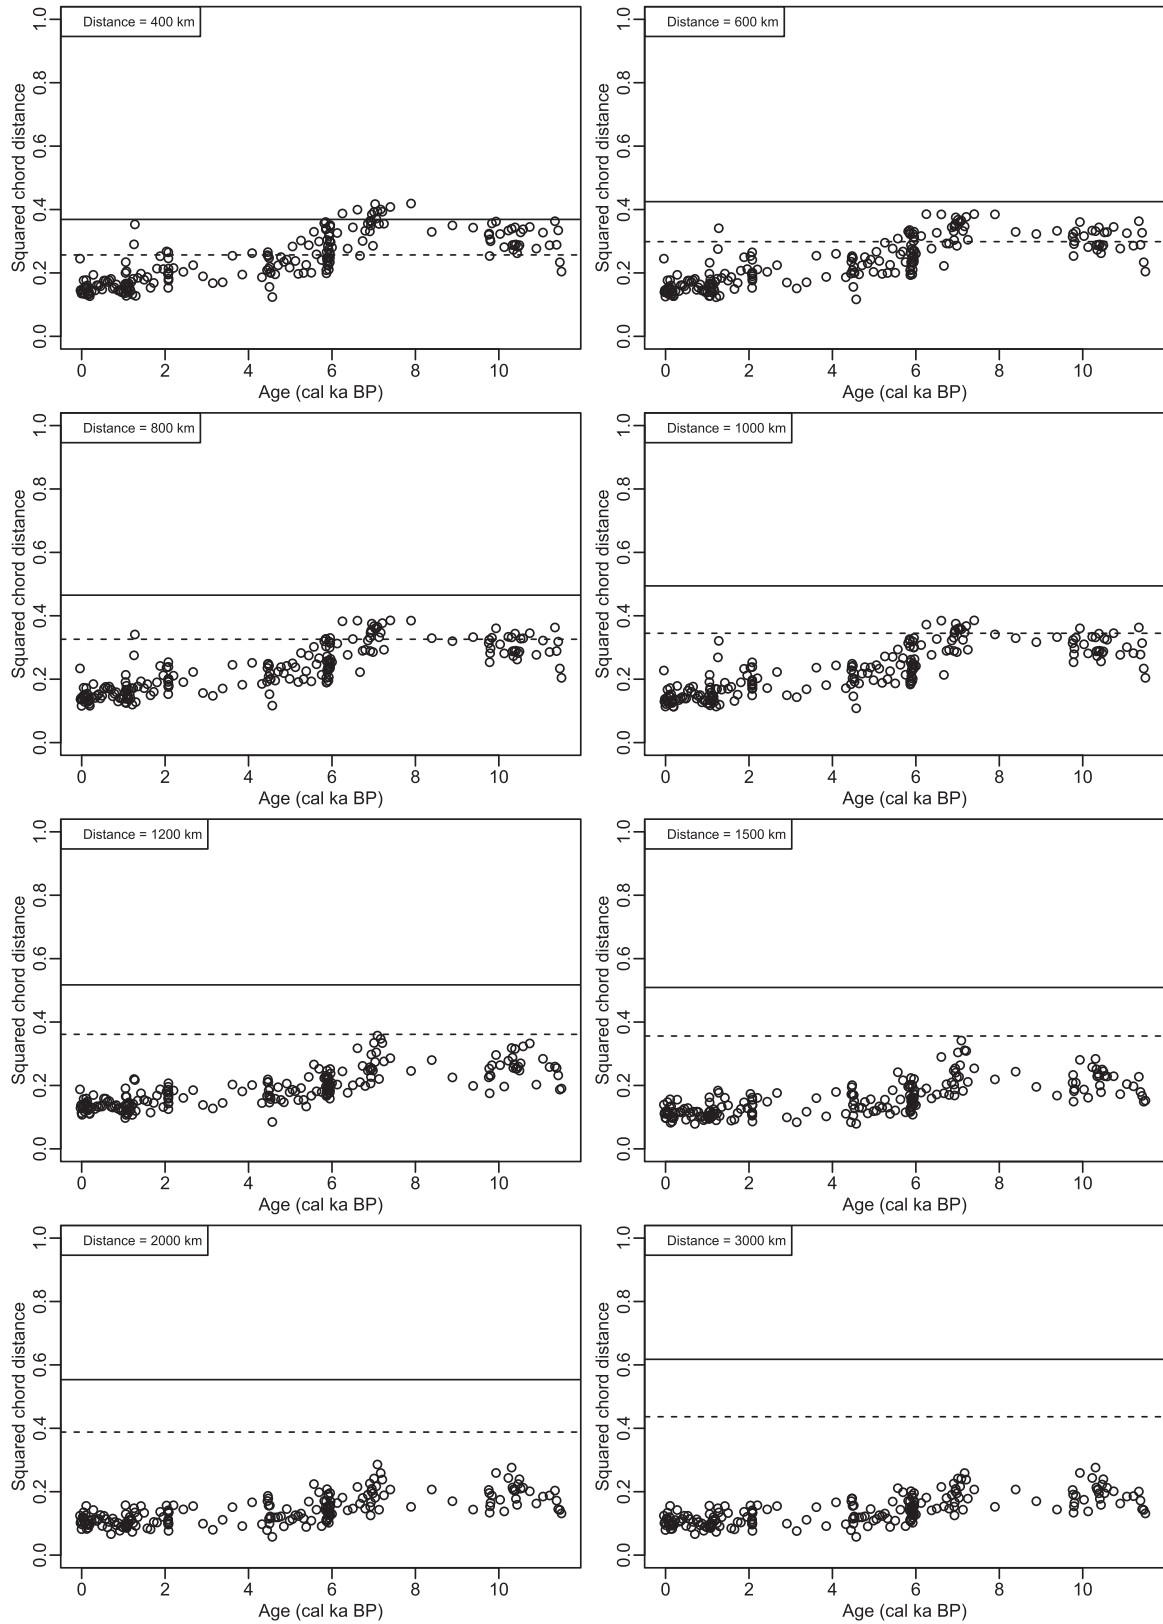 Distance = 400 km
Squared chord distance
0.0 0.2 0.4 0.6 0.8 1.0
0 2 4 6 8 10
Age (cal ka BP)
Distance = 600 km
Squared chord distance
0.0 0.2 0.4 0.6 0.8 1.0
0 2 4 6 8 10
Age (cal ka BP)
Distance = 800 km
Squared chord distance
0.0 0.2 0.4 0.6 0.8 1.0
0 2 4 6 8 10
Age (cal ka BP)
Distance = 1000 km
Squared chord distance
0.0 0.2 0.4 0.6 0.8 1.0
0 2 4 6 8 10
Age (cal ka BP)
Distance = 1200 km
Squared chord distance
0.0 0.2 0.4 0.6 0.8 1.0
0 2 4 6 8 10
Age (cal ka BP)
Distance = 1500 km
Squared chord distance
0.0 0.2 0.4 0.6 0.8 1.0
0 2 4 6 8 10
Age (cal ka BP)
Distance = 2000 km
Squared chord distance
0.0 0.2 0.4 0.6 0.8 1.0
0 2 4 6 8 10
Age (cal ka BP)
Distance = 3000 km
Squared chord distance
0.0 0.2 0.4 0.6 0.8 1.0
0 2 4 6 8 10
Age (cal ka BP)